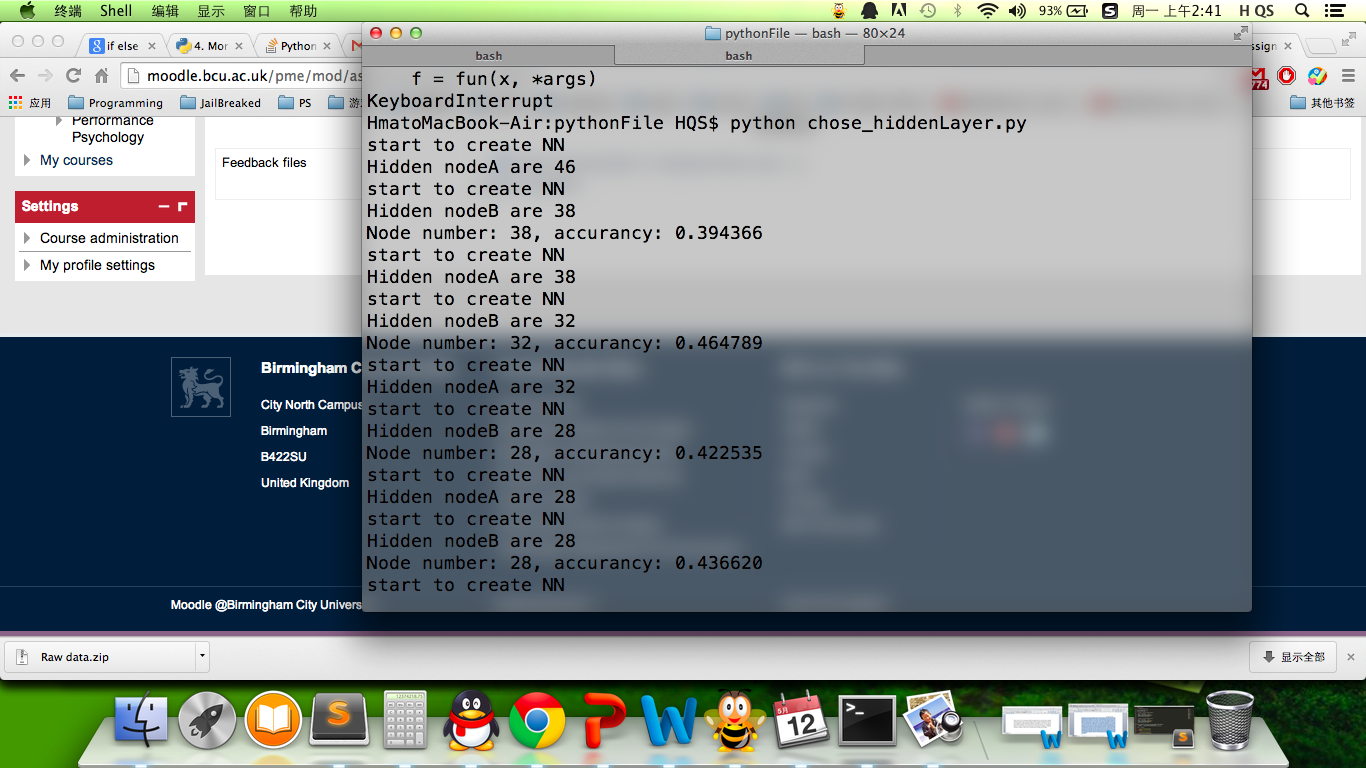 终端 Shell 编辑 显示 窗口 帮助 93% 周一 上午2:41 H QS
if else 4. Mor Python
pythonFile — bash — 80×24
ssign
bash bash
moodle.bcu.ac.uk/pme/mod/as
应用 Programming JailBreaked PS 其他书签
f = fun(x, *args)
KeyboardInterrupt
HmatoMacBook-Air:pythonFile HQS$ python chose_hiddenLayer.py
start to create NN
Hidden nodeA are 46
start to create NN
Hidden nodeB are 38
Node number: 38, accurancy: 0.394366
start to create NN
Hidden nodeA are 38
start to create NN
Hidden nodeB are 32
Node number: 32, accurancy: 0.464789
start to create NN
Hidden nodeA are 32
start to create NN
Hidden nodeB are 28
Node number: 28, accurancy: 0.422535
start to create NN
Hidden nodeA are 28
start to create NN
Hidden nodeB are 28
Node number: 28, accurancy: 0.436620
start to create NN
Performance
Psychology
My courses
Settings
Course administration
My profile settings
Feedback files
Birmingham C
City North Campus
Birmingham
B422SU
United Kingdom
Moodle @Birmingham City Univers
Raw data.zip
显示全部
5月
12